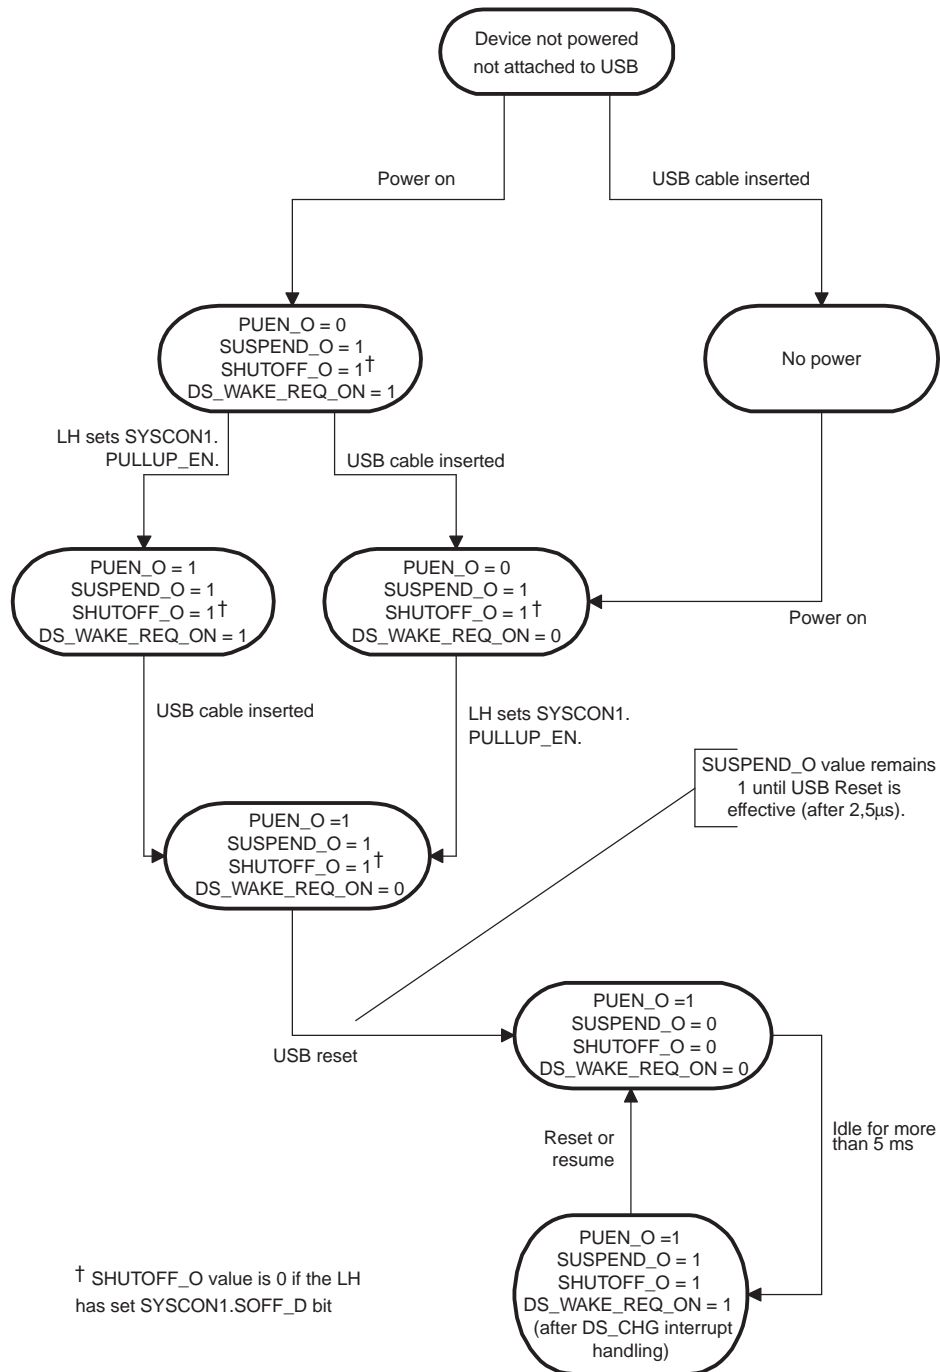 Device not powered
not attached to USB
Power on
USB cable inserted
PUEN_O = 0
SUSPEND_O = 1
SHUTOFF_O = 1†
DS_WAKE_REQ_ON = 1
No power
LH sets SYSCON1.
PULLUP_EN.
USB cable inserted
PUEN_O = 1
SUSPEND_O = 1
SHUTOFF_O = 1†
DS_WAKE_REQ_ON = 1
PUEN_O = 0
SUSPEND_O = 1
SHUTOFF_O = 1†
DS_WAKE_REQ_ON = 0
Power on
USB cable inserted
LH sets SYSCON1.
PULLUP_EN.
SUSPEND_O value remains
1 until USB Reset is
effective (after 2,5μs).
PUEN_O =1
SUSPEND_O = 1
SHUTOFF_O = 1†
DS_WAKE_REQ_ON = 0
USB reset
PUEN_O =1
SUSPEND_O = 0
SHUTOFF_O = 0
DS_WAKE_REQ_ON = 0
Reset or
resume
Idle for more
than 5 ms
PUEN_O =1
SUSPEND_O = 1
SHUTOFF_O = 1
DS_WAKE_REQ_ON = 1
(after DS_CHG interrupt
handling)
† SHUTOFF_O value is 0 if the LH
has set SYSCON1.SOFF_D bit